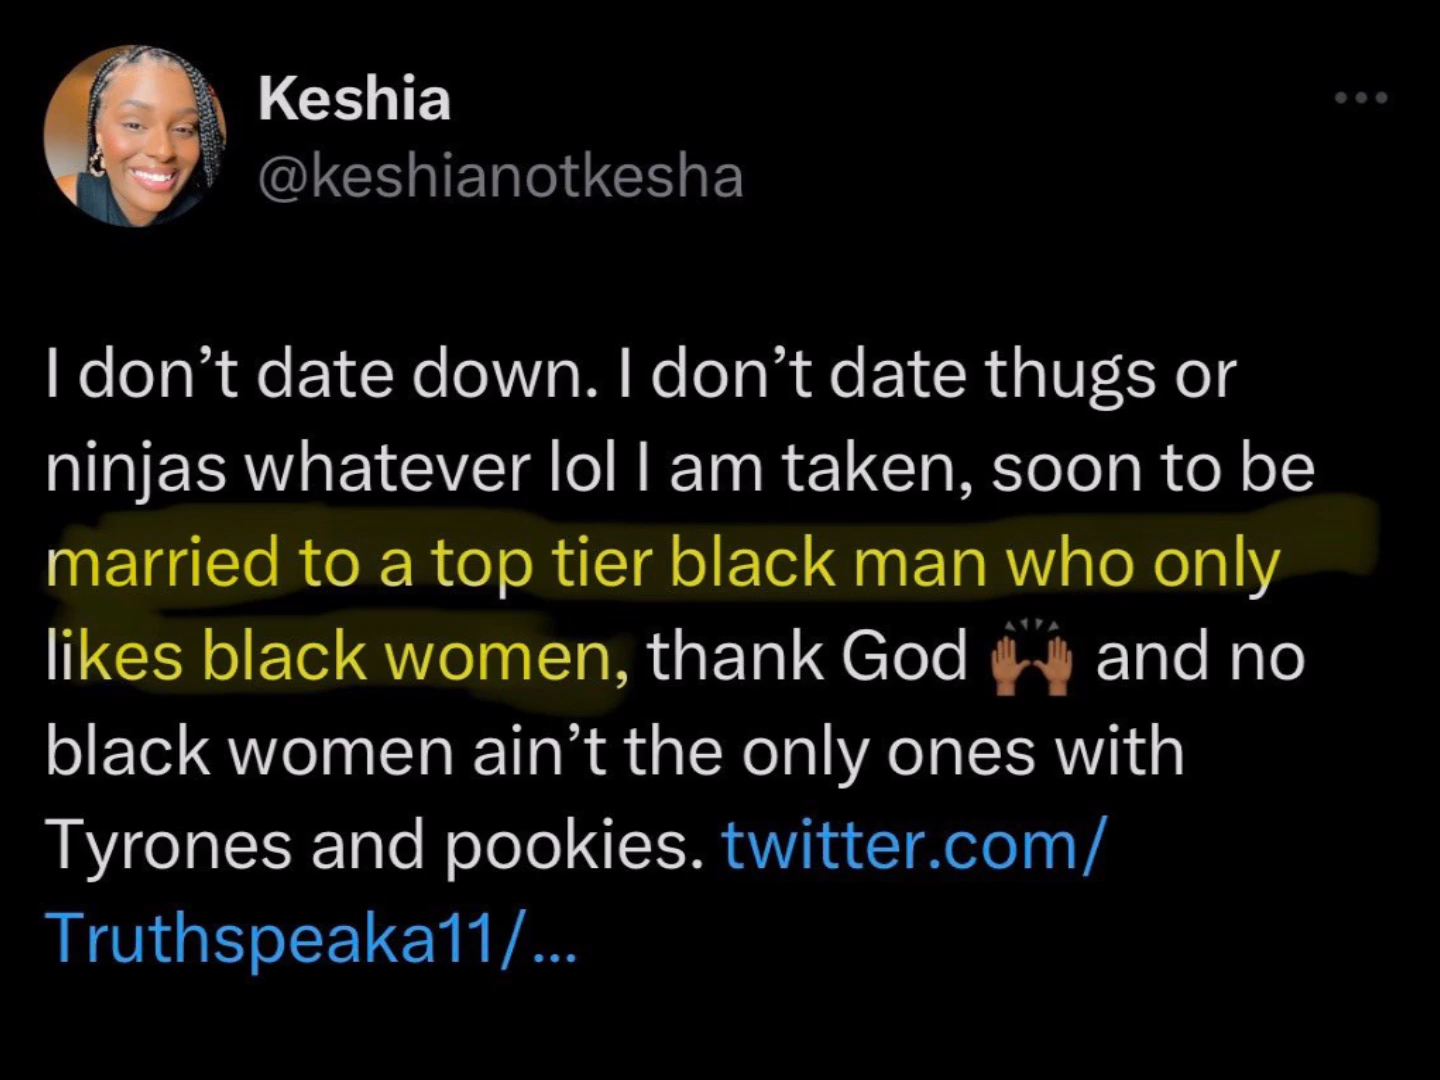 Keshia
@keshianotkesha
I don’t date down. I don’t date thugs or
ninjas whatever lol I am taken, soon to be
married to a top tier black man who only
likes black women, thank God 🙌🏾 and no
black women ain’t the only ones with
Tyrones and pookies. twitter.com/
Truthspeaka11/...